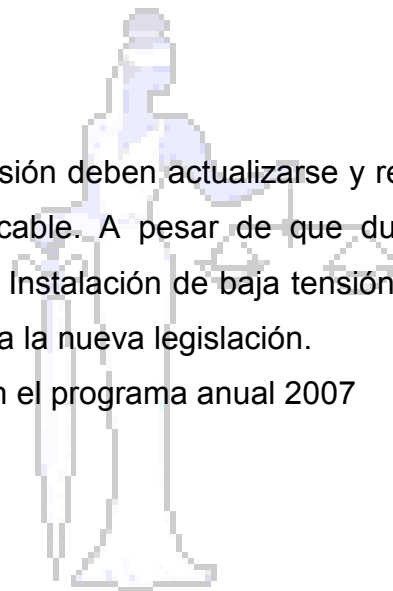 sión deben actualizarse y re
cable. A pesar de que du
Instalación de baja tensión
a la nueva legislación.
n el programa anual 2007